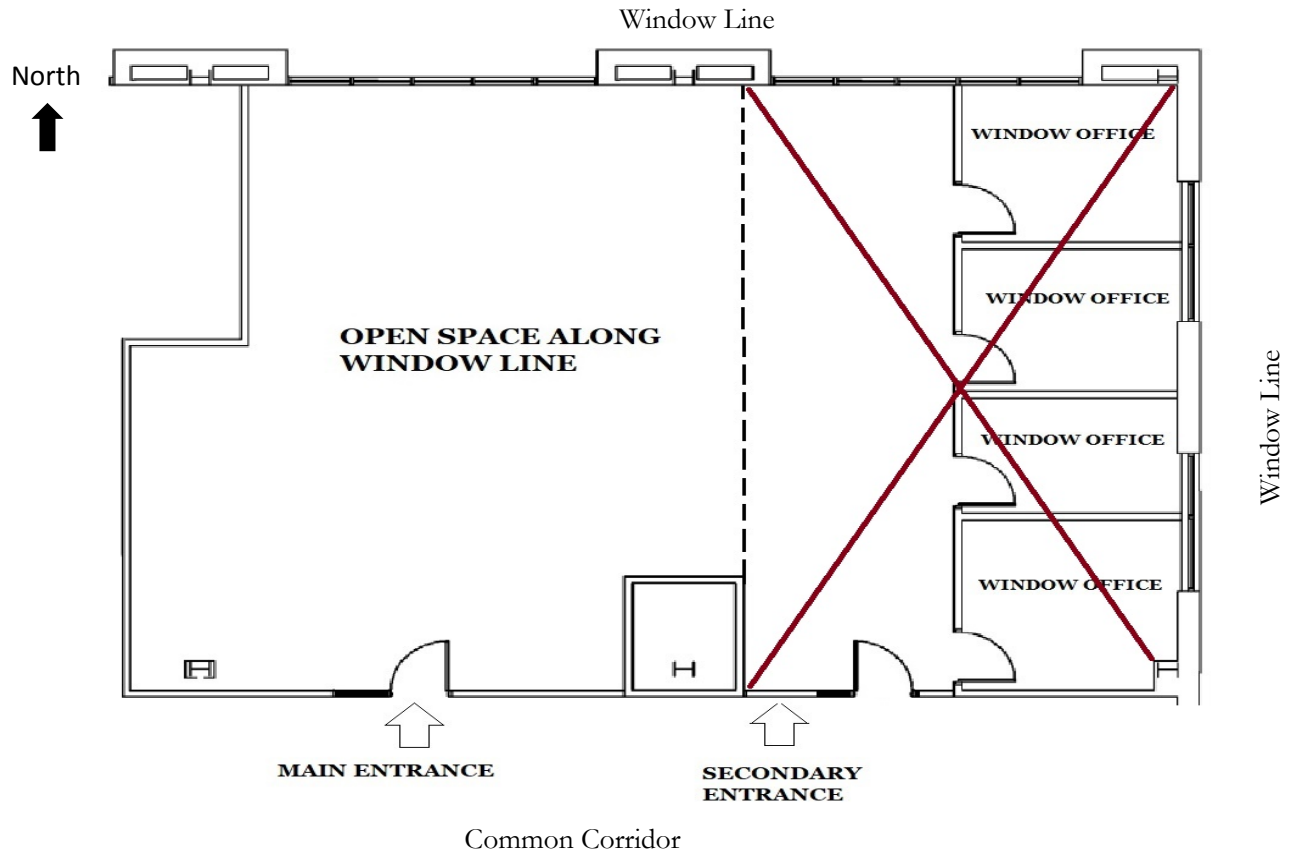 Window Line
North
WINDOW OFFICE
WINDOW OFFICE
OPEN SPACE ALONG
WINDOW LINE
Window Line
WINDOW OFFICE
WINDOW OFFICE
MAIN ENTRANCE
SECONDARY
ENTRANCE
Common Corridor